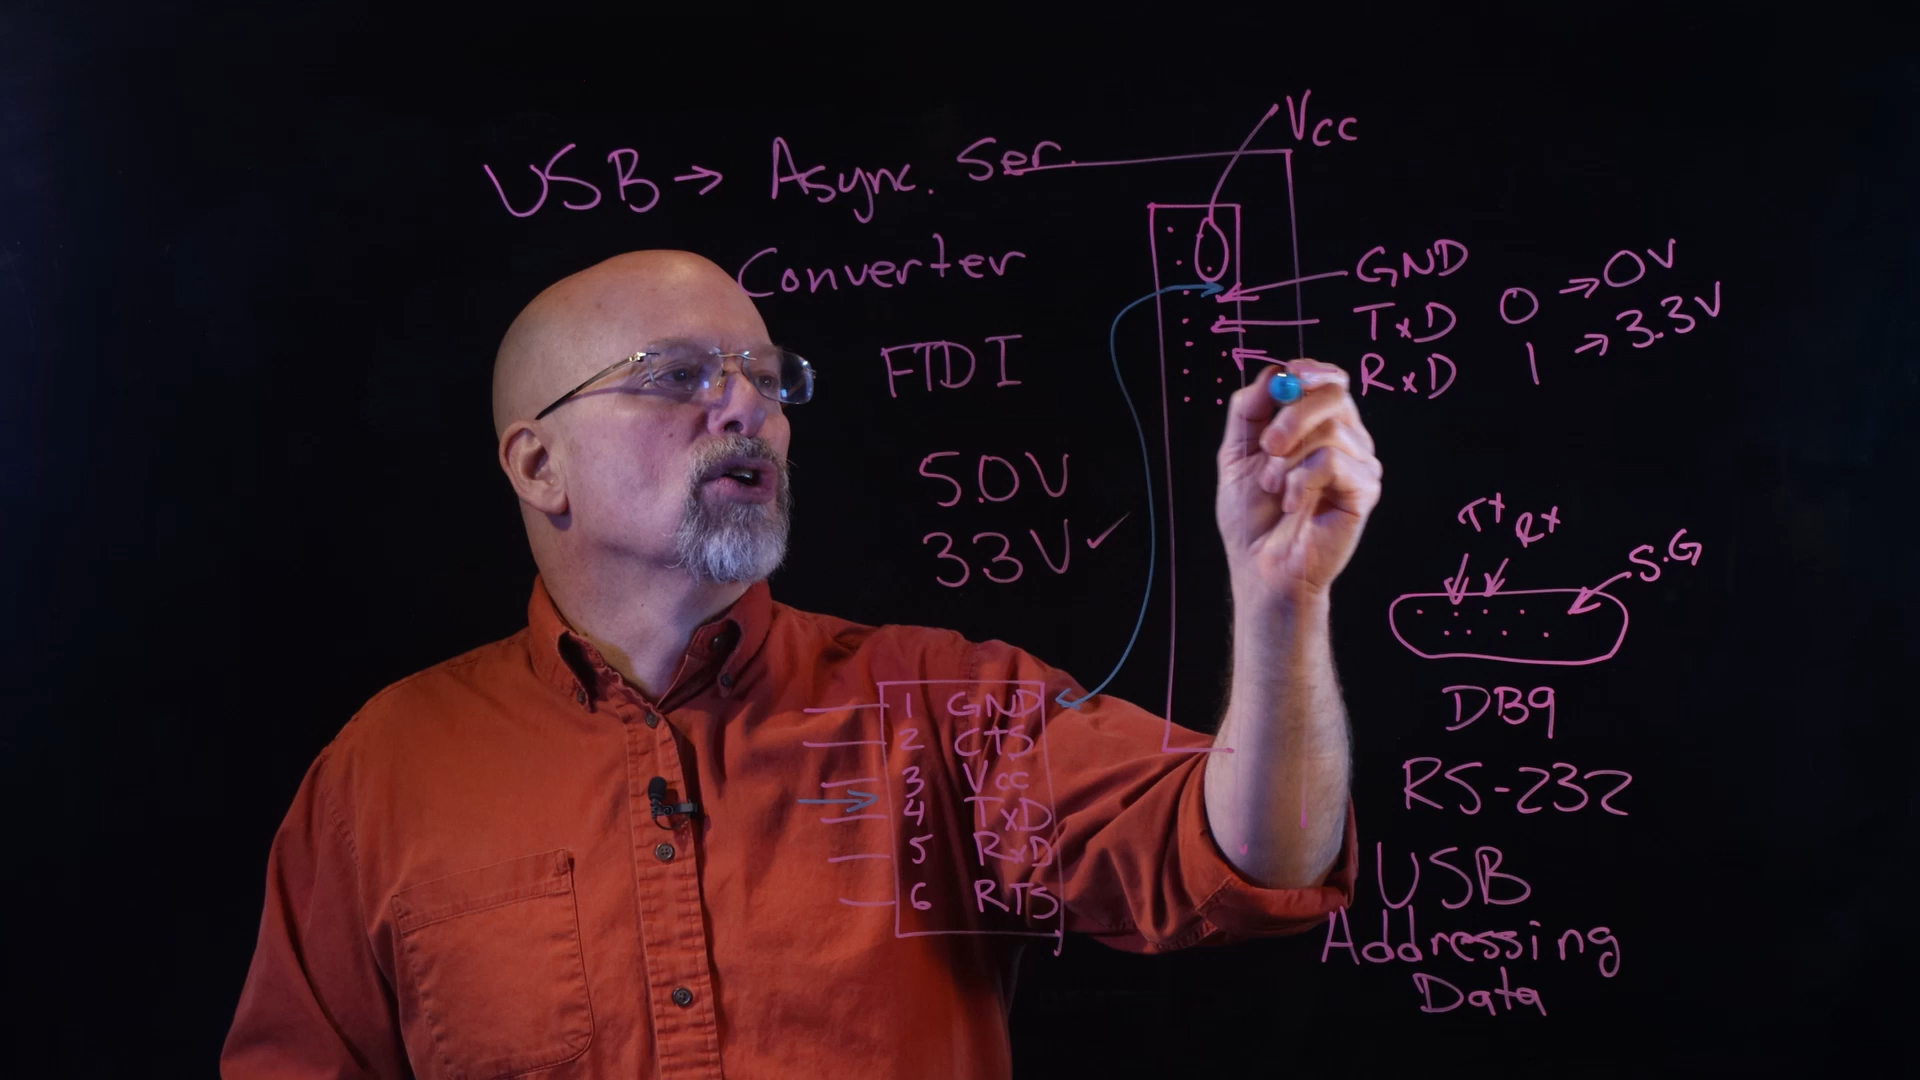 Vcc
USB → Async. Ser.
Converter
FTDI
5.0V
3.3V ✓
GND
TxD
RxD
0 → 0V
1 → 3.3V
1 GND
2 CTS
3 Vcc
4 TxD
5 RxD
6 RTS
Tx Rx
S.G
DB9
RS-232
USB
Addressing
Data